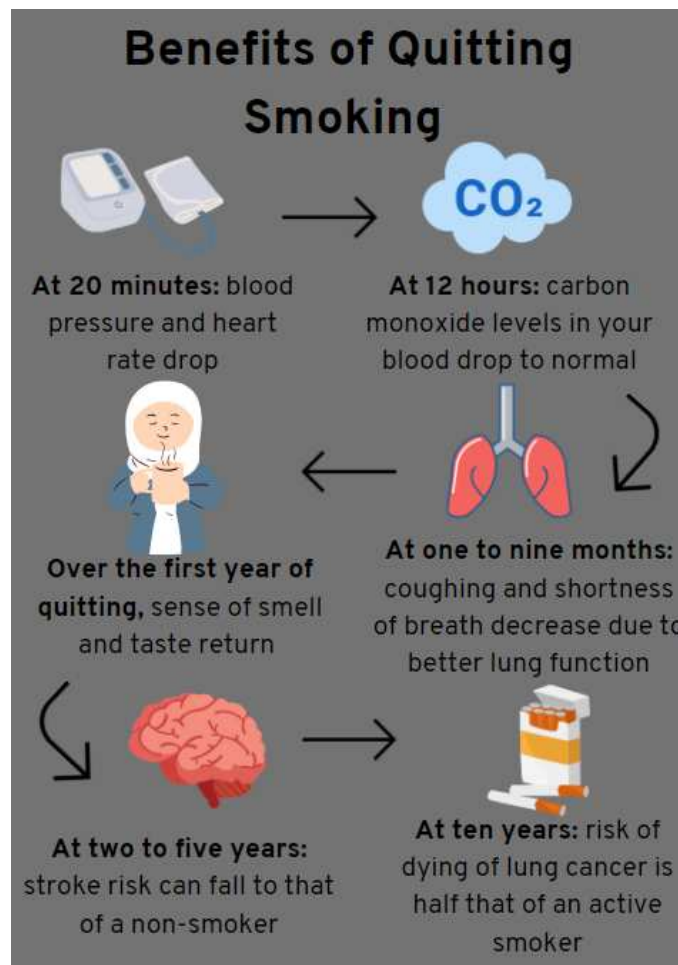 Benefits of Quitting
Smoking
CO₂
At 20 minutes: blood
pressure and heart
rate drop
At 12 hours: carbon
monoxide levels in your
blood drop to normal
At one to nine months:
coughing and shortness
of breath decrease due to
better lung function
Over the first year of
quitting, sense of smell
and taste return
At two to five years:
stroke risk can fall to that
of a non-smoker
At ten years: risk of
dying of lung cancer is
half that of an active
smoker